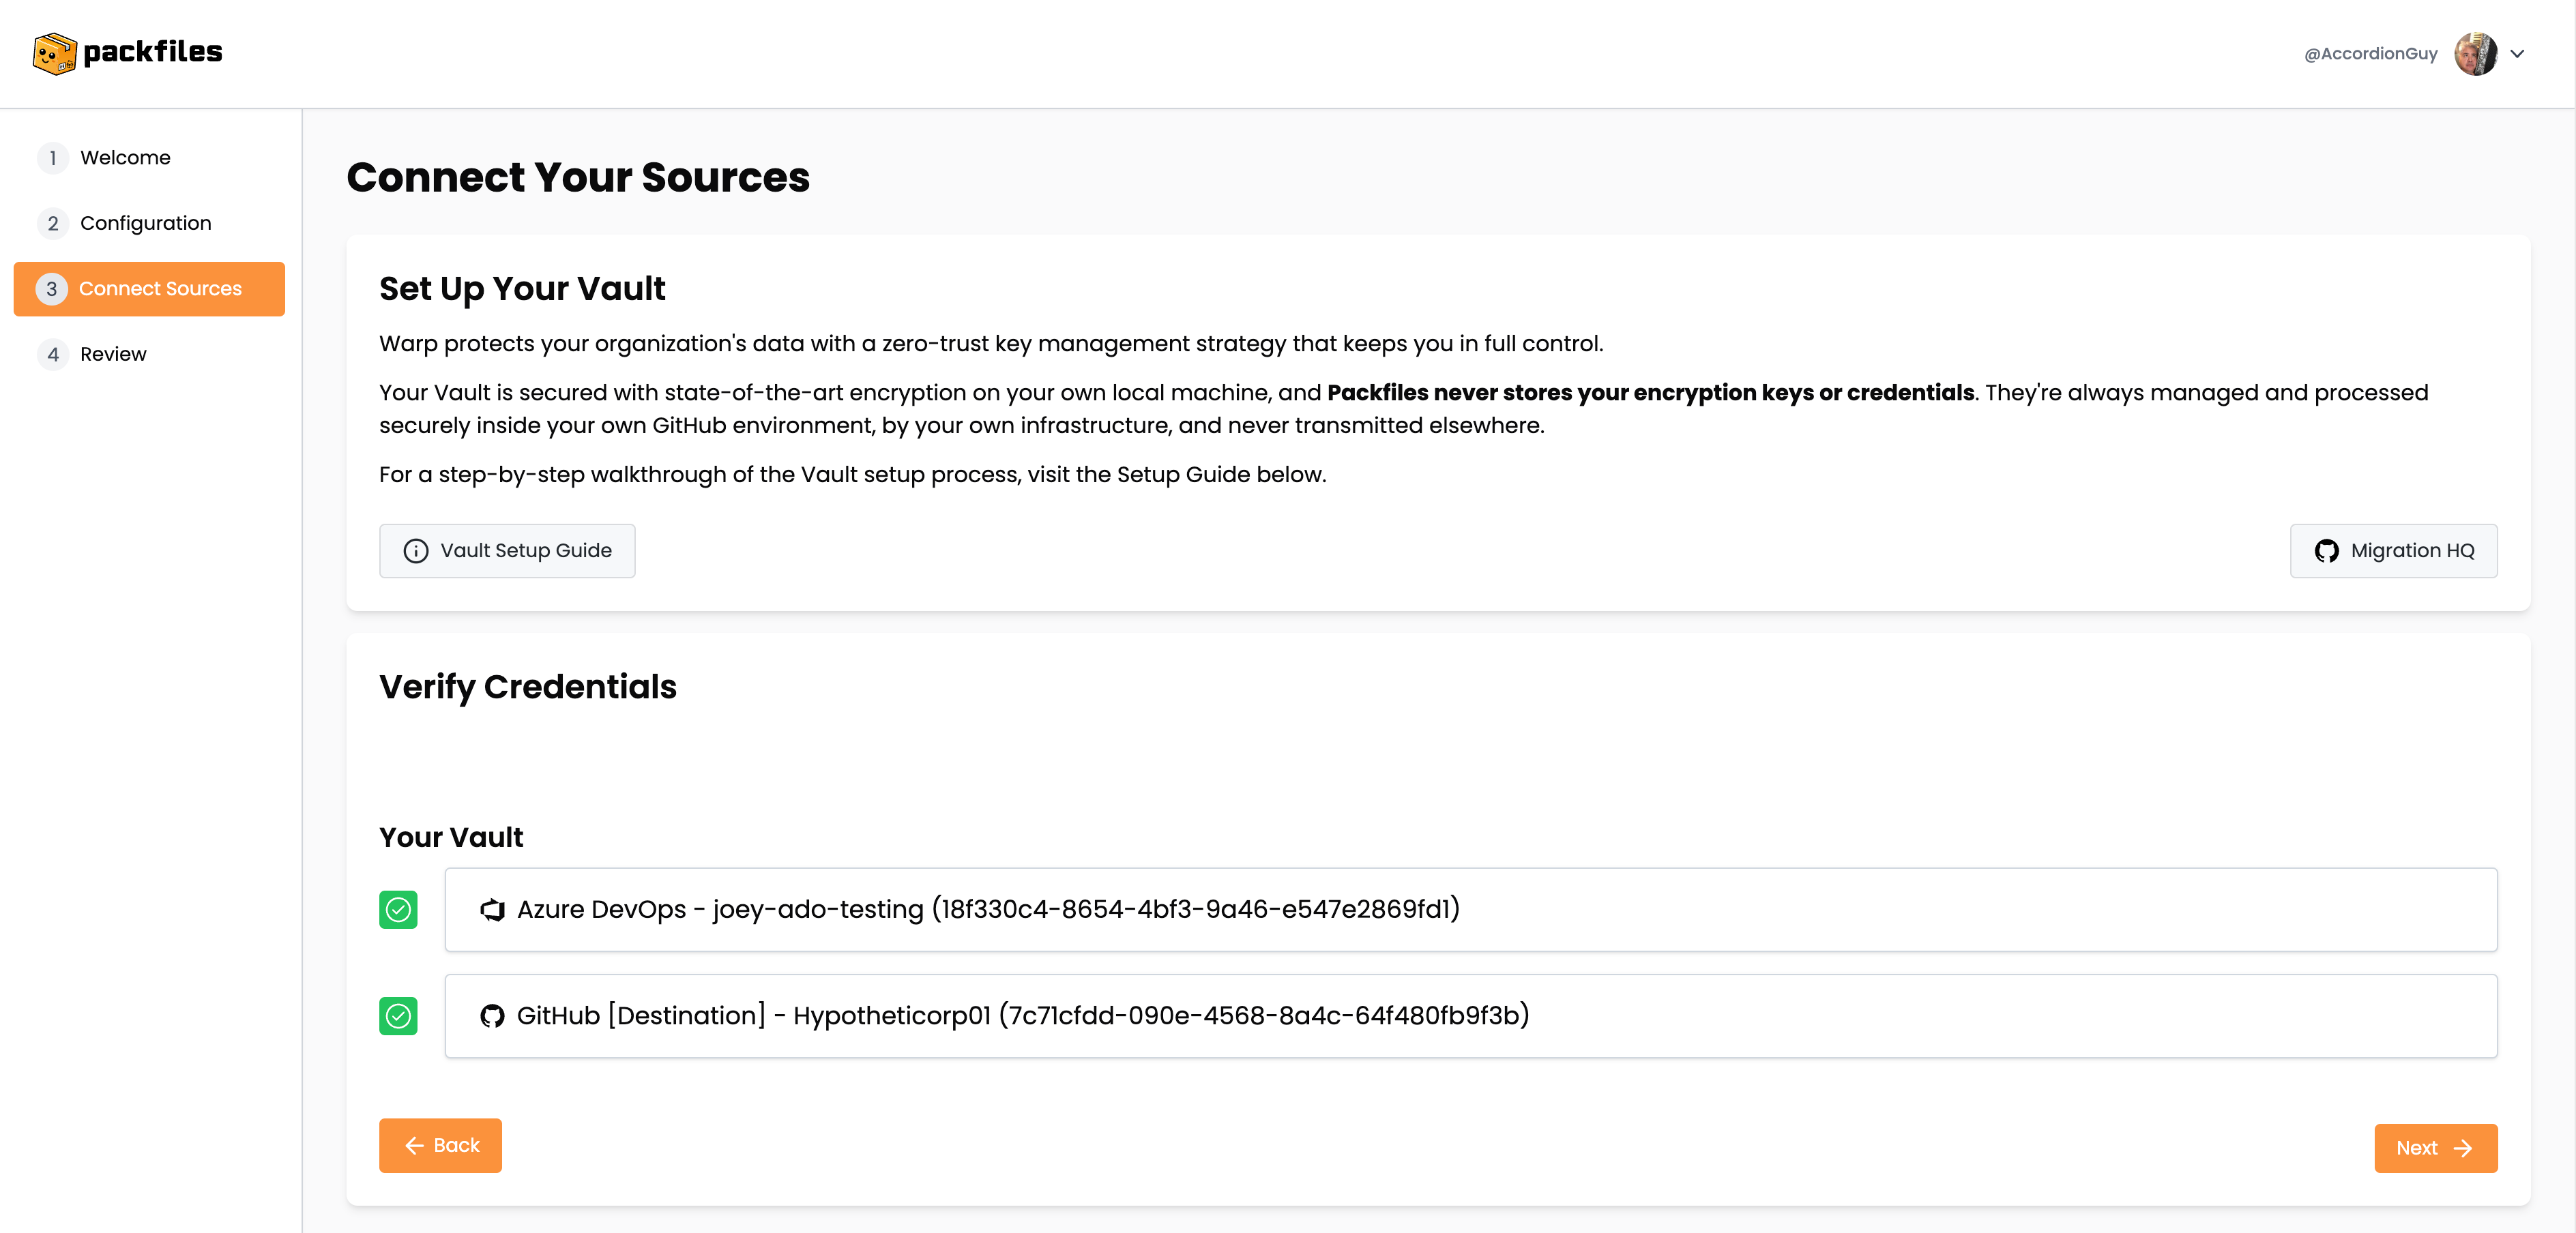 packfiles
@AccordionGuy
1 Welcome
2 Configuration
3 Connect Sources
4 Review
Connect Your Sources
Set Up Your Vault
Warp protects your organization's data with a zero-trust key management strategy that keeps you in full control.
Your Vault is secured with state-of-the-art encryption on your own local machine, and Packfiles never stores your encryption keys or credentials. They're always managed and processed
securely inside your own GitHub environment, by your own infrastructure, and never transmitted elsewhere.
For a step-by-step walkthrough of the Vault setup process, visit the Setup Guide below.
Vault Setup Guide
Migration HQ
Verify Credentials
Your Vault
Azure DevOps - joey-ado-testing (18f330c4-8654-4bf3-9a46-e547e2869fd1)
GitHub [Destination] - Hypotheticorp01 (7c71cfdd-090e-4568-8a4c-64f480fb9f3b)
Back
Next